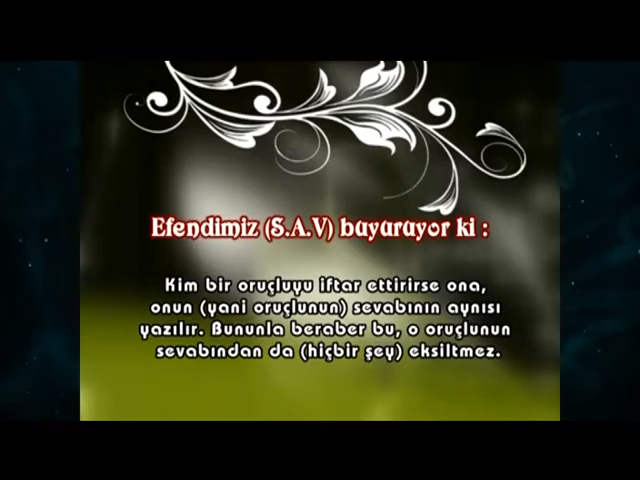 Efendimiz (S.A.V) buyuruyor ki :
Kim bir oruçluyu iftar ettirirse ona,
onun (yani oruçlunun) sevabının aynısı
yazılır. Bununla beraber bu, o oruçlunun
sevabından da (hiçbir şey) eksiltmez.